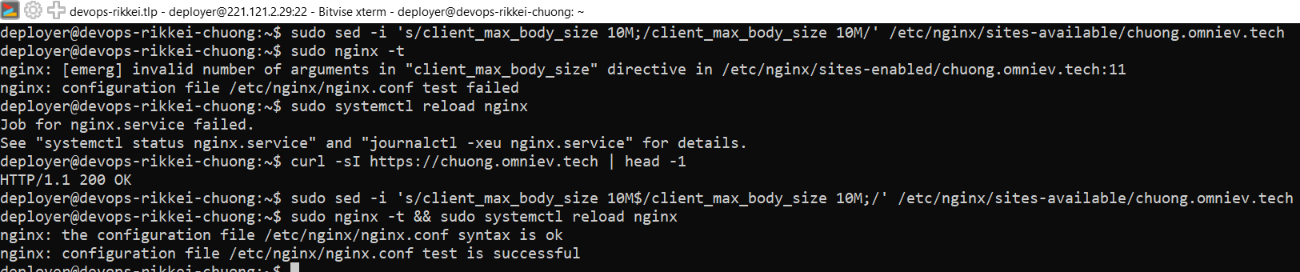 devops-rikkei.tlp - deployer@221.121.2.29:22 - Bitvise xterm - deployer@devops-rikkei-chuong: ~
deployer@devops-rikkei-chuong:~$ sudo sed -i 's/client_max_body_size 10M;/client_max_body_size 10M/' /etc/nginx/sites-available/chuong.omniev.tech
deployer@devops-rikkei-chuong:~$ sudo nginx -t
nginx: [emerg] invalid number of arguments in "client_max_body_size" directive in /etc/nginx/sites-enabled/chuong.omniev.tech:11
nginx: configuration file /etc/nginx/nginx.conf test failed
deployer@devops-rikkei-chuong:~$ sudo systemctl reload nginx
Job for nginx.service failed.
See "systemctl status nginx.service" and "journalctl -xeu nginx.service" for details.
deployer@devops-rikkei-chuong:~$ curl -sI https://chuong.omniev.tech | head -1
HTTP/1.1 200 OK
deployer@devops-rikkei-chuong:~$ sudo sed -i 's/client_max_body_size 10M$/client_max_body_size 10M;/' /etc/nginx/sites-available/chuong.omniev.tech
deployer@devops-rikkei-chuong:~$ sudo nginx -t && sudo systemctl reload nginx
nginx: the configuration file /etc/nginx/nginx.conf syntax is ok
nginx: configuration file /etc/nginx/nginx.conf test is successful
deployer@devops-rikkei-chuong:~$